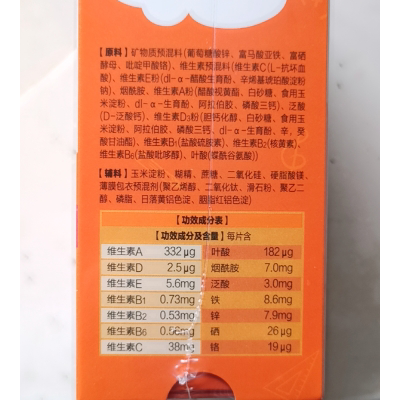 【原料】矿物质预混料(葡萄糖酸锌、富马酸亚铁、富硒
酵母、吡啶甲酸铬)、维生素预混料(维生素C(L-抗坏血
酸)、维生素E粉(dl-α-醋酸生育酚、辛烯基琥珀酸淀粉
钠)、烟酰胺、维生素A粉(醋酸视黄酯、白砂糖、食用玉
米淀粉、dl-α-生育酚、阿拉伯胶、磷酸三钙)、泛酸
(D-泛酸钙)、维生素D₃粉(胆钙化醇、白砂糖、食用玉
米淀粉、阿拉伯胶、磷酸三钙、dl-α-生育酚、辛,癸
酸甘油酯)、维生素B₁(盐酸硫胺素)、维生素B₂(核黄素)、
维生素B₆(盐酸吡哆醇)、叶酸(蝶酰谷氨酸))
【辅料】玉米淀粉、糊精、蔗糖、二氧化硅、硬脂酸镁、
薄膜包衣预混剂(聚乙烯醇、二氧化钛、滑石粉、聚乙二
醇、磷脂、日落黄铝色淀、胭脂红铝色淀)
【功效成分表】
【功效成分及含量】每片含
维生素A 332μg 叶酸 182μg
维生素D 2.5μg 烟酰胺 7.0mg
维生素E 5.6mg 泛酸 3.0mg
维生素B1 0.73mg 铁 8.6mg
维生素B2 0.53mg 锌 7.9mg
维生素B6 0.56mg 硒 26μg
维生素C 38mg 铬 19μg